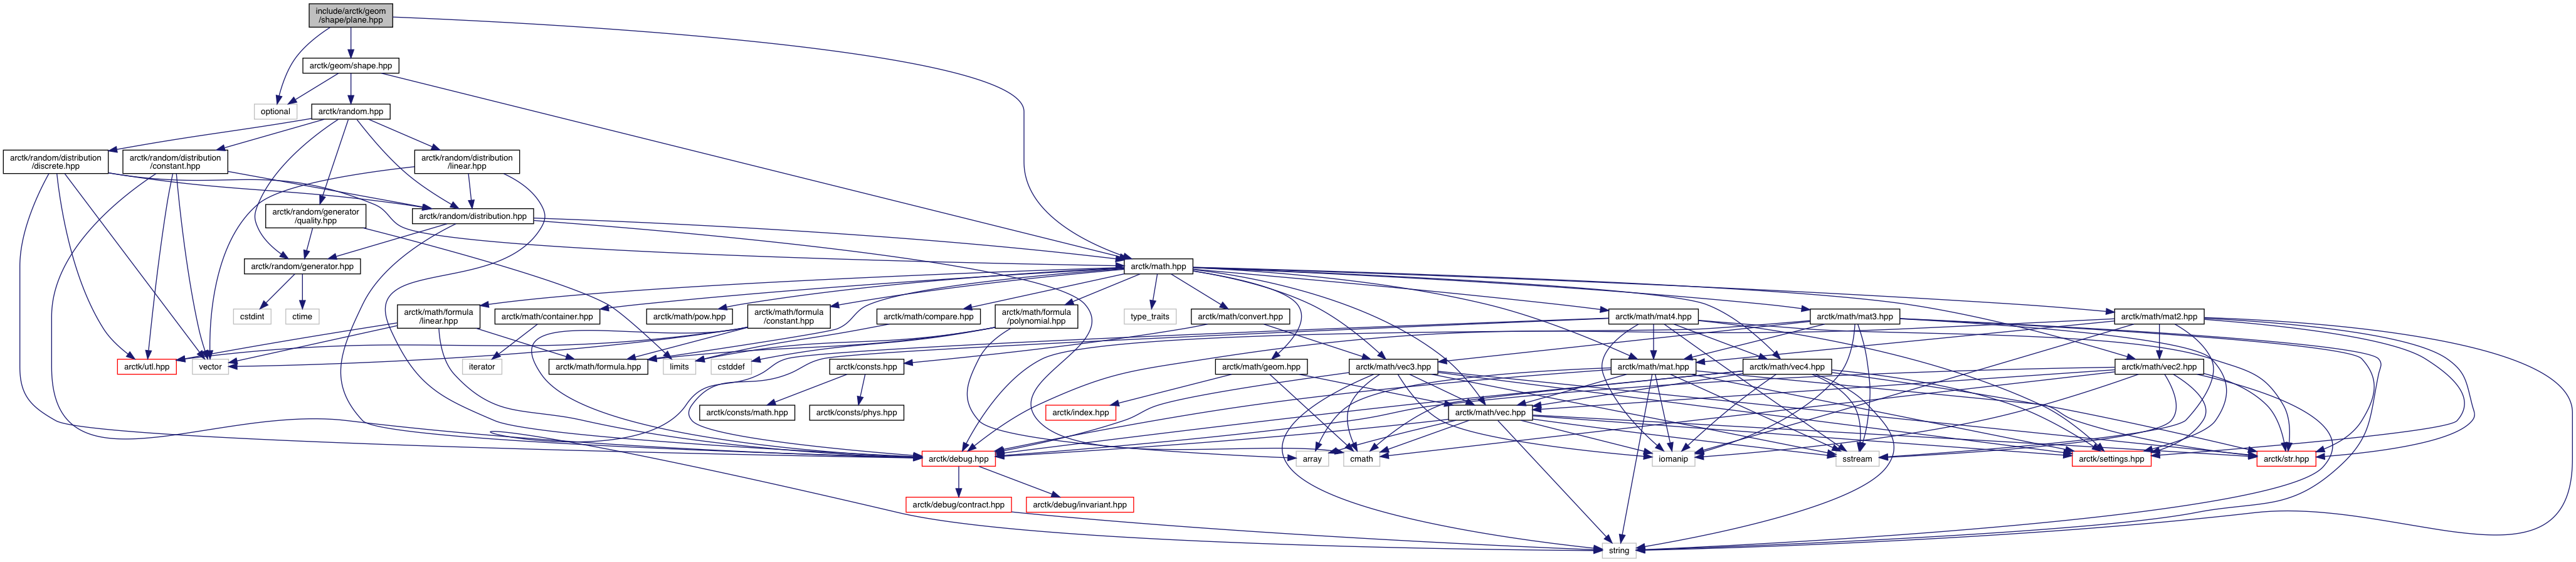 include/arctk/geom
/shape/plane.hpp
arctk/geom/shape.hpp
optional
arctk/random.hpp
arctk/random/distribution
/discrete.hpp
arctk/random/distribution
/constant.hpp
arctk/random/distribution
/linear.hpp
arctk/random/generator
/quality.hpp
arctk/random/distribution.hpp
arctk/random/generator.hpp
arctk/math.hpp
cstdint
ctime
arctk/math/formula
/linear.hpp
arctk/math/container.hpp
arctk/math/pow.hpp
arctk/math/formula
/constant.hpp
arctk/math/compare.hpp
arctk/math/formula
/polynomial.hpp
type_traits
arctk/math/convert.hpp
arctk/math/mat4.hpp
arctk/math/mat3.hpp
arctk/math/mat2.hpp
arctk/utl.hpp
vector
iterator
arctk/math/formula.hpp
limits
cstddef
arctk/consts.hpp
arctk/math/geom.hpp
arctk/math/vec3.hpp
arctk/math/mat.hpp
arctk/math/vec4.hpp
arctk/math/vec2.hpp
arctk/consts/math.hpp
arctk/consts/phys.hpp
arctk/index.hpp
arctk/math/vec.hpp
arctk/debug.hpp
array
cmath
iomanip
sstream
arctk/settings.hpp
arctk/str.hpp
arctk/debug/contract.hpp
arctk/debug/invariant.hpp
string